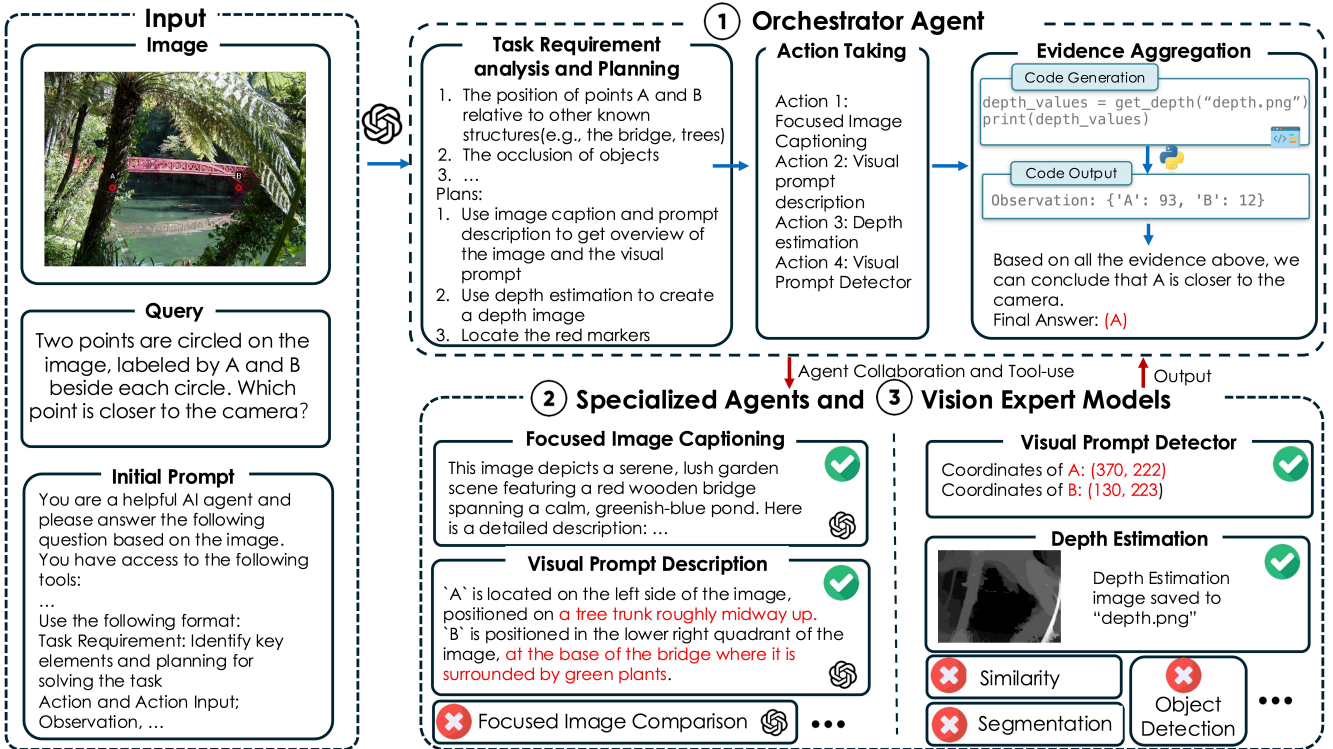 Input
Image
A
B
Query
Two points are circled on the
image, labeled by A and B
beside each circle. Which
point is closer to the camera?
Initial Prompt
You are a helpful AI agent and
please answer the following
question based on the image.
You have access to the following
tools:
...
Use the following format:
Task Requirement: Identify key
elements and planning for
solving the task
Action and Action Input;
Observation, ...
1 Orchestrator Agent
Task Requirement
analysis and Planning
1. The position of points A and B
relative to other known
structures(e.g., the bridge, trees)
2. The occlusion of objects
3. ...
Plans:
1. Use image caption and prompt
description to get overview of
the image and the visual
prompt
2. Use depth estimation to create
a depth image
3. Locate the red markers
Action Taking
Action 1:
Focused Image
Captioning
Action 2: Visual
prompt
description
Action 3: Depth
estimation
Action 4: Visual
Prompt Detector
Evidence Aggregation
Code Generation
depth_values = get_depth(“depth.png”)
print(depth_values)
</>
Code Output
Observation: {'A': 93, 'B': 12}
Based on all the evidence above, we
can conclude that A is closer to the
camera.
Final Answer: (A)
Agent Collaboration and Tool-use
Output
2 Specialized Agents and 3 Vision Expert Models
Focused Image Captioning
This image depicts a serene, lush garden
scene featuring a red wooden bridge
spanning a calm, greenish-blue pond. Here
is a detailed description: ...
Visual Prompt Description
`A` is located on the left side of the image,
positioned on a tree trunk roughly midway up.
`B` is positioned in the lower right quadrant of the
image, at the base of the bridge where it is
surrounded by green plants.
Focused Image Comparison
...
Visual Prompt Detector
Coordinates of A: (370, 222)
Coordinates of B: (130, 223)
Depth Estimation
Depth Estimation
image saved to
“depth.png”
Similarity
Segmentation
Object
Detection
...